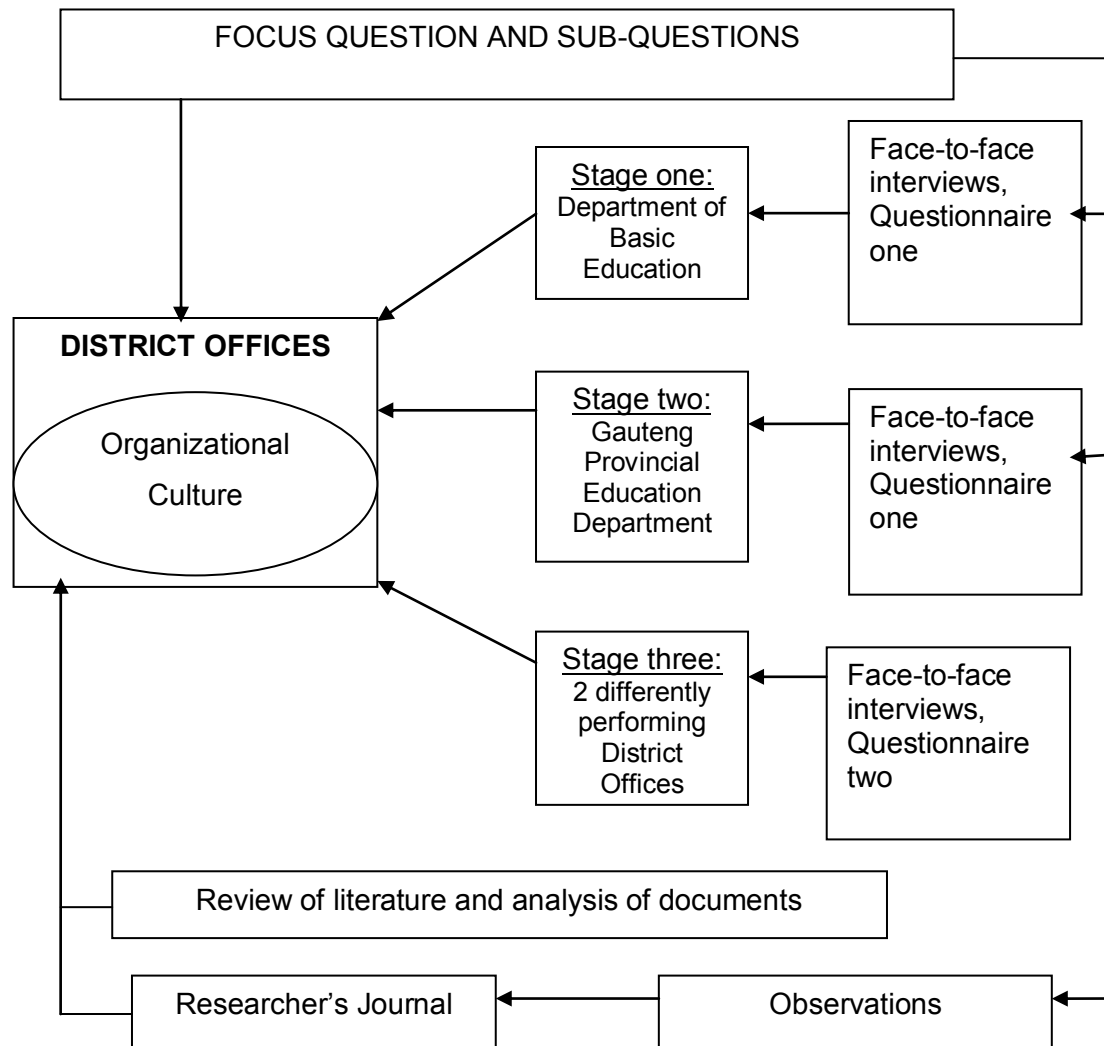 FOCUS QUESTION AND SUB-QUESTIONS
Stage one:
Department of
Basic
Education
Face-to-face
interviews,
Questionnaire
one
DISTRICT OFFICES
Organizational
Culture
Stage two:
Gauteng
Provincial
Education
Department
Face-to-face
interviews,
Questionnaire
one
Stage three:
2 differently
performing
District
Offices
Face-to-face
interviews,
Questionnaire
two
Review of literature and analysis of documents
Researcher’s Journal
Observations